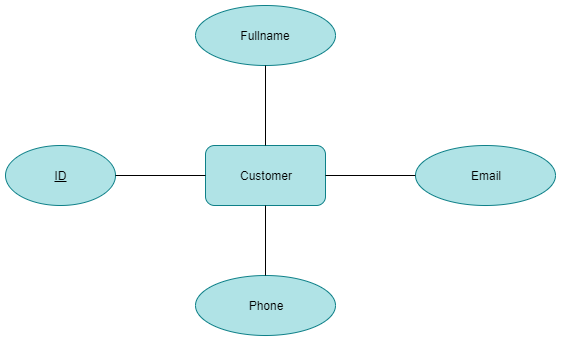 Fullname
ID
Customer
Email
Phone